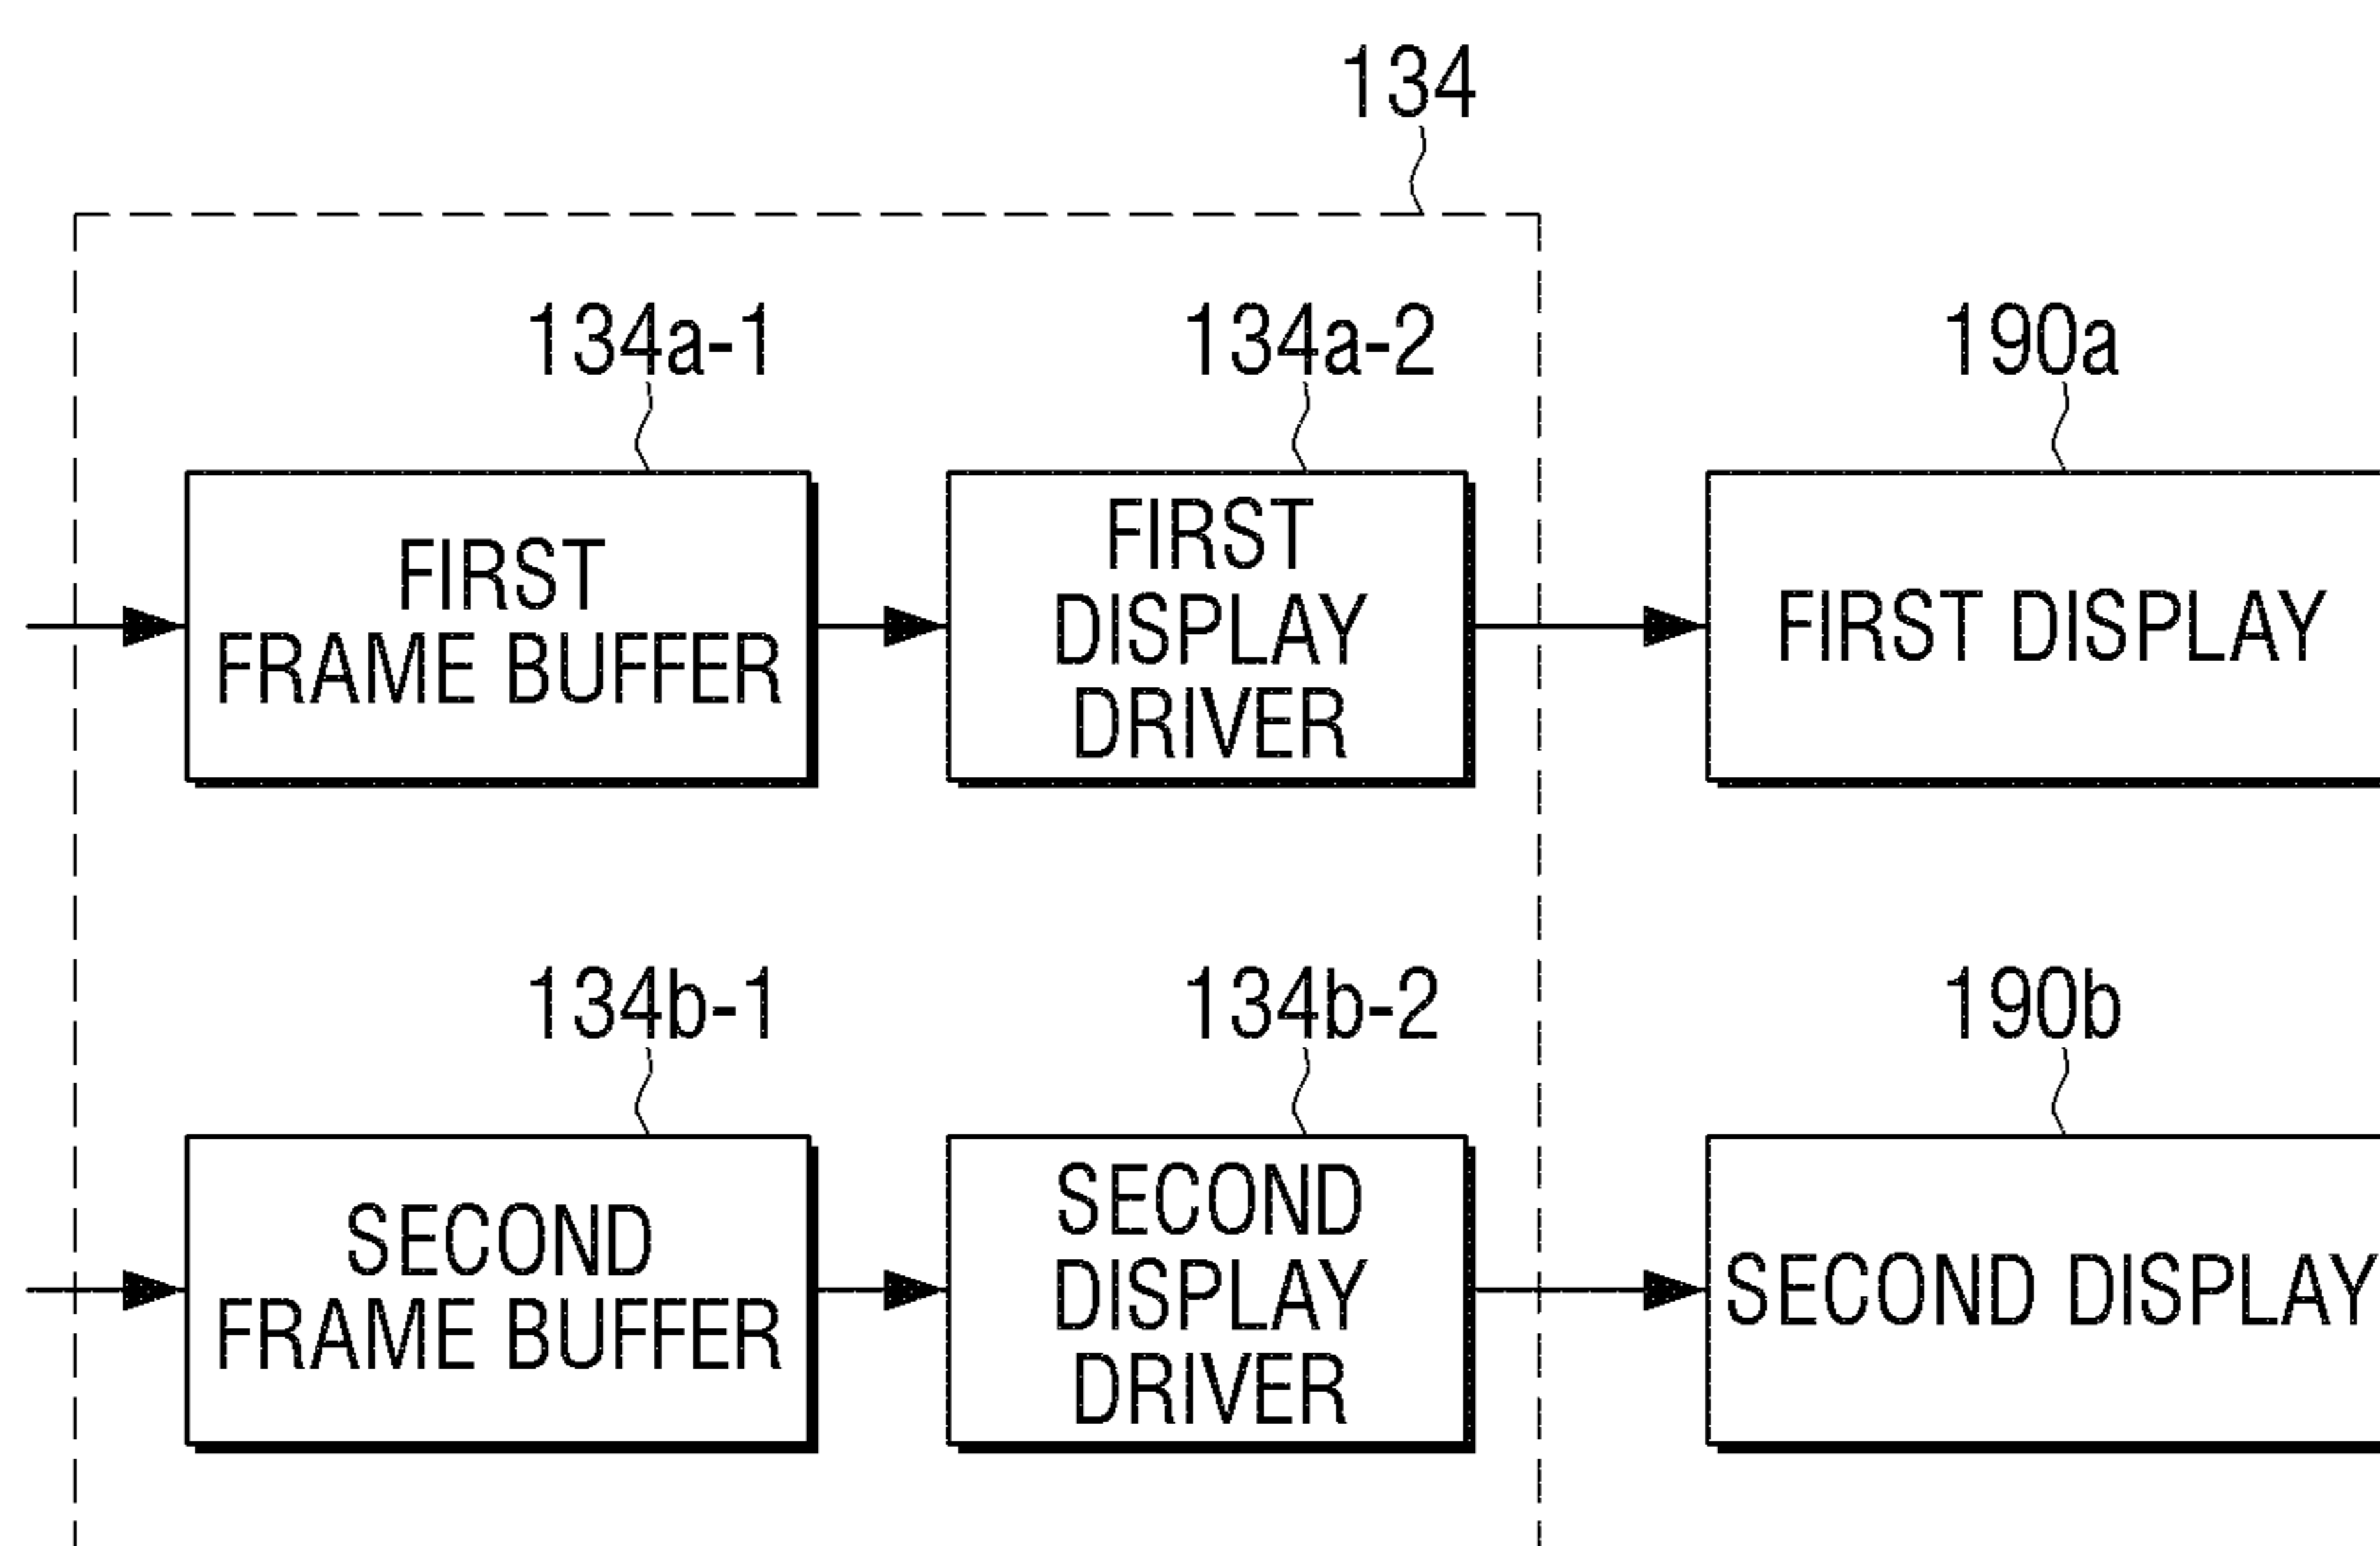 134
134a-1
134a-2
190a
FIRST
FRAME BUFFER
FIRST
DISPLAY
DRIVER
FIRST DISPLAY
134b-1
134b-2
190b
SECOND
FRAME BUFFER
SECOND
DISPLAY
DRIVER
SECOND DISPLAY